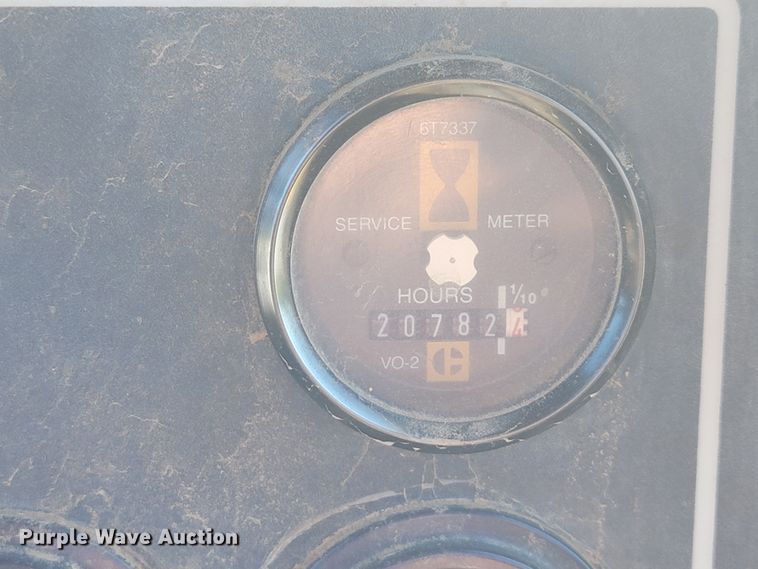 6T7337
SERVICE METER
HOURS 1/10
20782
VO-2
Purple Wave Auction